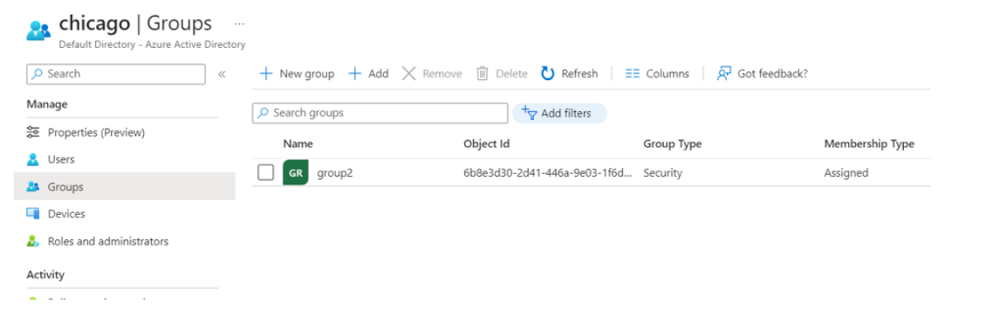 chicago | Groups ...
Default Directory - Azure Active Directory
Search «
Manage
Properties (Preview)
Users
Groups
Devices
Roles and administrators
Activity
New group Add Remove Delete Refresh Columns Got feedback?
Search groups Add filters
Name Object Id Group Type Membership Type
GR group2 6b8e3d30-2d41-446a-9e03-1f6d... Security Assigned